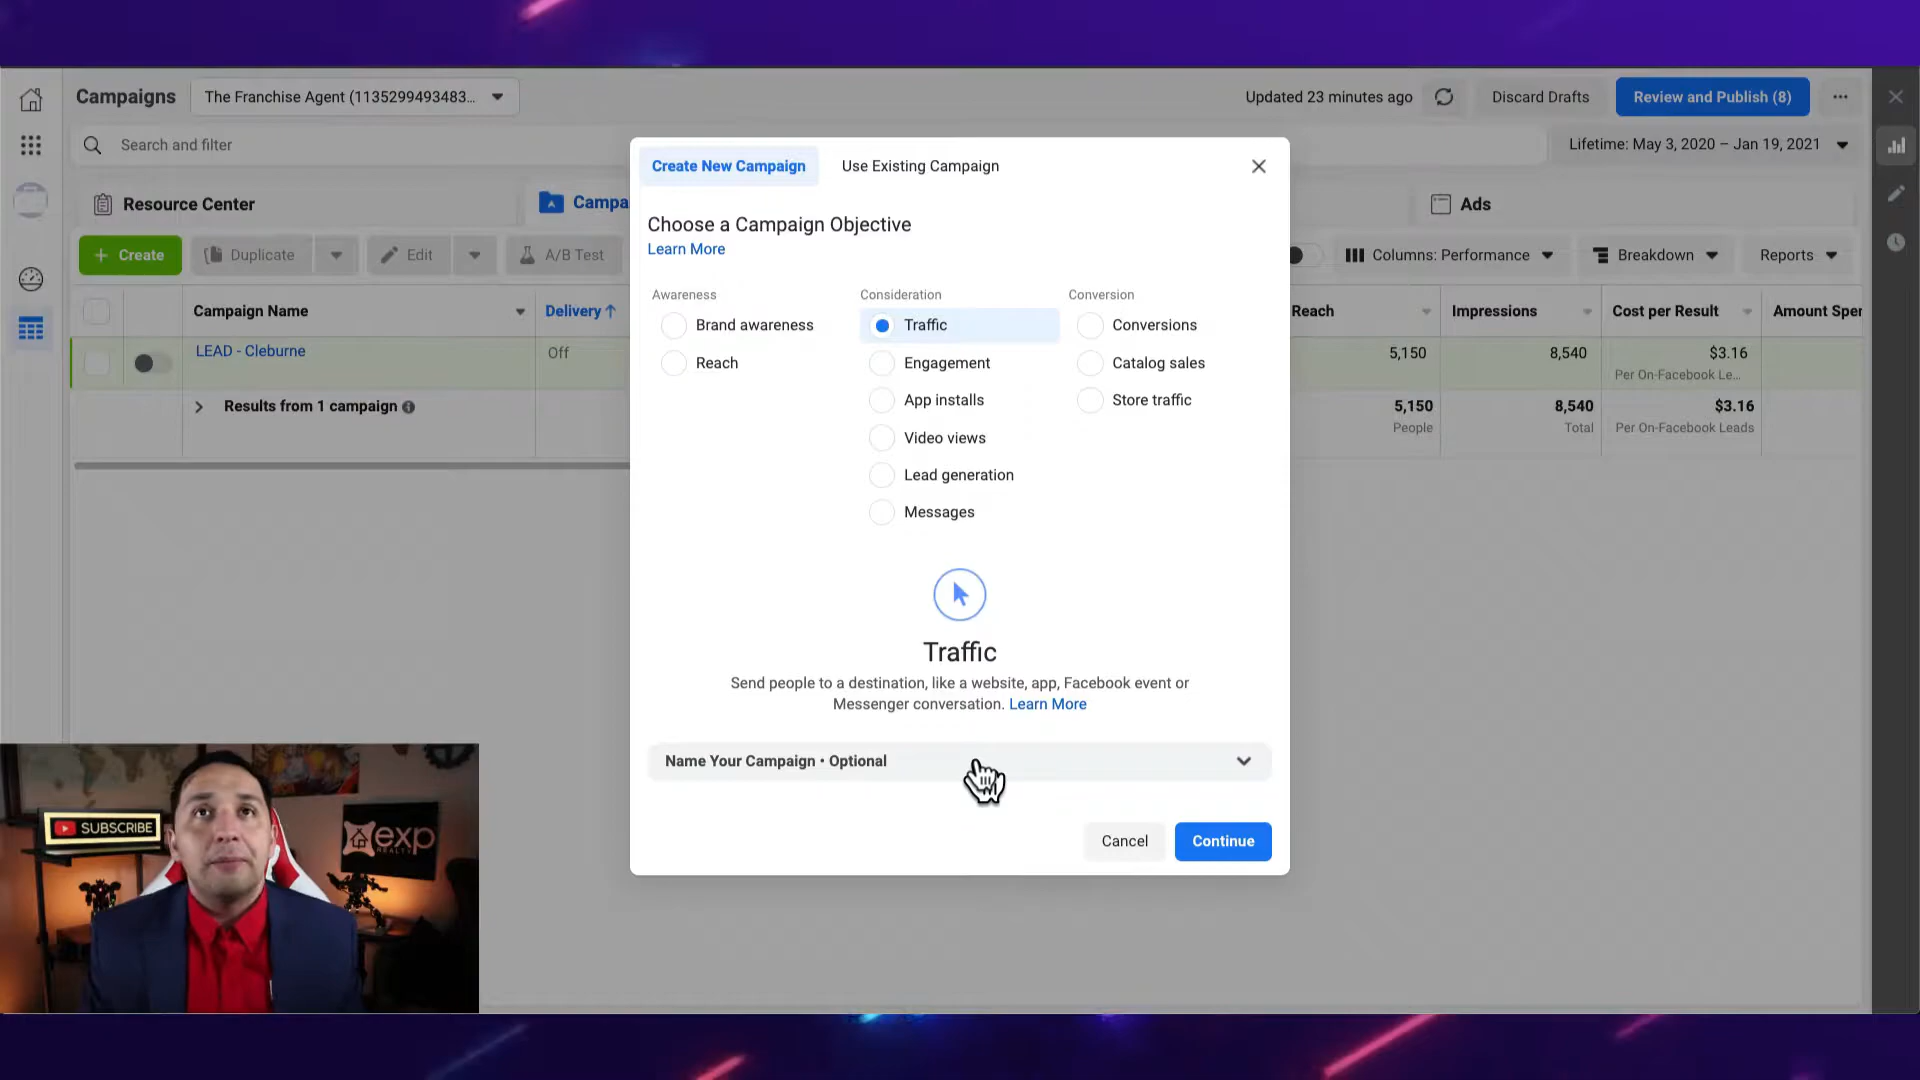 Campaigns
The Franchise Agent (1135299493483...
Updated 23 minutes ago
Discard Drafts
Review and Publish (8)
Search and filter
Lifetime: May 3, 2020 – Jan 19, 2021
Create New Campaign
Use Existing Campaign
Resource Center
Campa
Ads
Choose a Campaign Objective
Learn More
+ Create
Duplicate
Edit
A/B Test
Columns: Performance
Breakdown
Reports
Campaign Name
Delivery ↑
Reach
Impressions
Cost per Result
Amount Spen
LEAD - Cleburne
Off
5,150
8,540
$3.16
Per On-Facebook Le...
Results from 1 campaign
5,150
8,540
$3.16
People
Total
Per On-Facebook Leads
Awareness
Brand awareness
Reach
Consideration
Traffic
Engagement
App installs
Video views
Lead generation
Messages
Conversion
Conversions
Catalog sales
Store traffic
Traffic
Send people to a destination, like a website, app, Facebook event or
Messenger conversation. Learn More
Name Your Campaign • Optional
Cancel
Continue
SUBSCRIBE
exp
REALTY